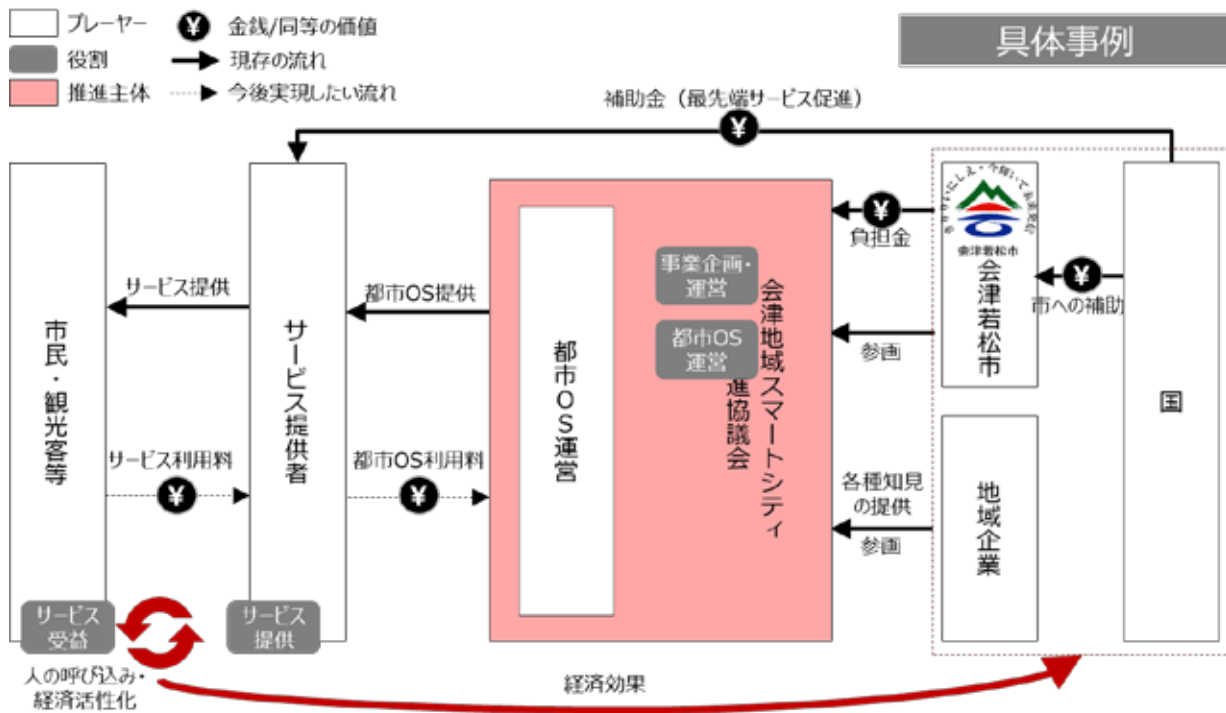 プレーヤー
金銭/同等の価値
役割
現存の流れ
推進主体
今後実現したい流れ
具体事例
補助金（最先端サービス促進）
¥
市民・観光客等
サービス提供
サービス利用料
¥
サービス受益
サービス提供者
サービス提供
都市OS提供
都市OS利用料
¥
都市OS運営
事業企画・
運営
都市OS
運営
会津地域スマートシティ
進協議会
¥
負担金
参画
各種知見
の提供
参画
会津若松市
会津若松市
¥
市への補助
地域企業
国
人の呼び込み・
経済活性化
経済効果